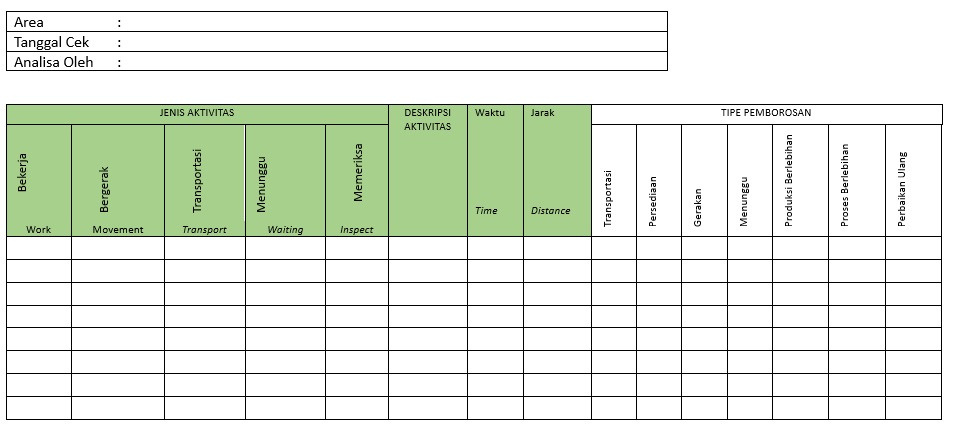 Area :
Tanggal Cek :
Analisa Oleh :
JENIS AKTIVITAS
DESKRIPSI
AKTIVITAS
Waktu
Jarak
TIPE PEMBOROSAN
Bekerja
Bergerak
Transportasi
Menunggu
Memeriksa
Work
Movement
Transport
Waiting
Inspect
Time
Distance
Transportasi
Persediaan
Gerakan
Menunggu
Produksi Berlebihan
Proses Berlebihan
Perbaikan Ulang